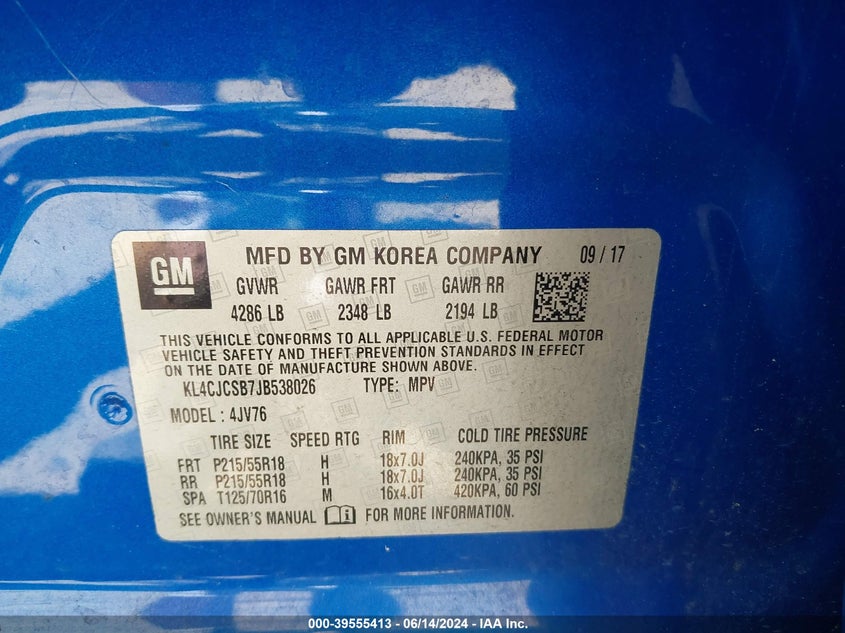 GM
MFD BY GM KOREA COMPANY 09 / 17
GVWR GAWR FRT GAWR RR
4286 LB 2348 LB 2194 LB
THIS VEHICLE CONFORMS TO ALL APPLICABLE U.S. FEDERAL MOTOR
VEHICLE SAFETY AND THEFT PREVENTION STANDARDS IN EFFECT
ON THE DATE OF MANUFACTURE SHOWN ABOVE.
KL4CJCSB7JB538026 TYPE: MPV
MODEL : 4JV76
TIRE SIZE SPEED RTG RIM COLD TIRE PRESSURE
FRT P215/55R18 H 18x7.0J 240KPA, 35 PSI
RR P215/55R18 H 18x7.0J 240KPA, 35 PSI
SPA T125/70R16 M 16x4.0T 420KPA, 60 PSI
SEE OWNER'S MANUAL FOR MORE INFORMATION.
000-39555413 - 06/14/2024 - IAA Inc.